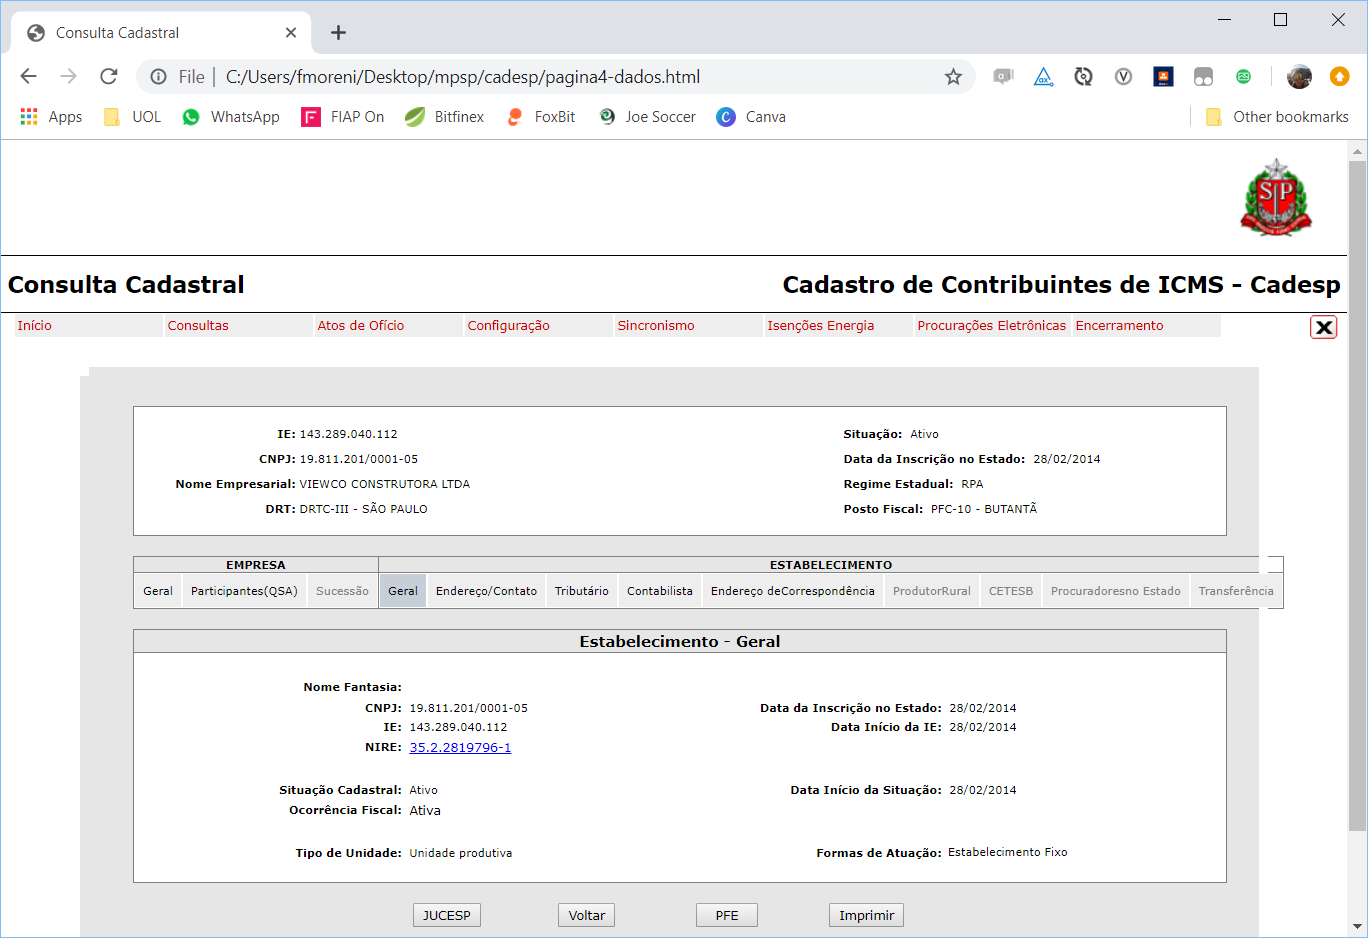 Consulta Cadastral
File | C:/Users/fmoreni/Desktop/mpsp/cadesp/pagina4-dados.html
Apps UOL WhatsApp FIAP On Bitfinex FoxBit Joe Soccer Canva Other bookmarks
SP
Consulta Cadastral Cadastro de Contribuintes de ICMS - Cadesp
Início Consultas Atos de Ofício Configuração Sincronismo Isenções Energia Procurações Eletrônicas Encerramento X
IE: 143.289.040.112 Situação: Ativo
CNPJ: 19.811.201/0001-05 Data da Inscrição no Estado: 28/02/2014
Nome Empresarial: VIEWCO CONSTRUTORA LTDA Regime Estadual: RPA
DRT: DRTC-III - SÃO PAULO Posto Fiscal: PFC-10 - BUTANTÃ
EMPRESA ESTABELECIMENTO
Geral Participantes(QSA) Sucessão Geral Endereço/Contato Tributário Contabilista Endereço deCorrespondência ProdutorRural CETESB Procuradoresno Estado Transferência
Estabelecimento - Geral
Nome Fantasia:
CNPJ: 19.811.201/0001-05 Data da Inscrição no Estado: 28/02/2014
IE: 143.289.040.112 Data Início da IE: 28/02/2014
NIRE: 35.2.2819796-1
Situação Cadastral: Ativo Data Início da Situação: 28/02/2014
Ocorrência Fiscal: Ativa
Tipo de Unidade: Unidade produtiva Formas de Atuação: Estabelecimento Fixo
JUCESP Voltar PFE Imprimir